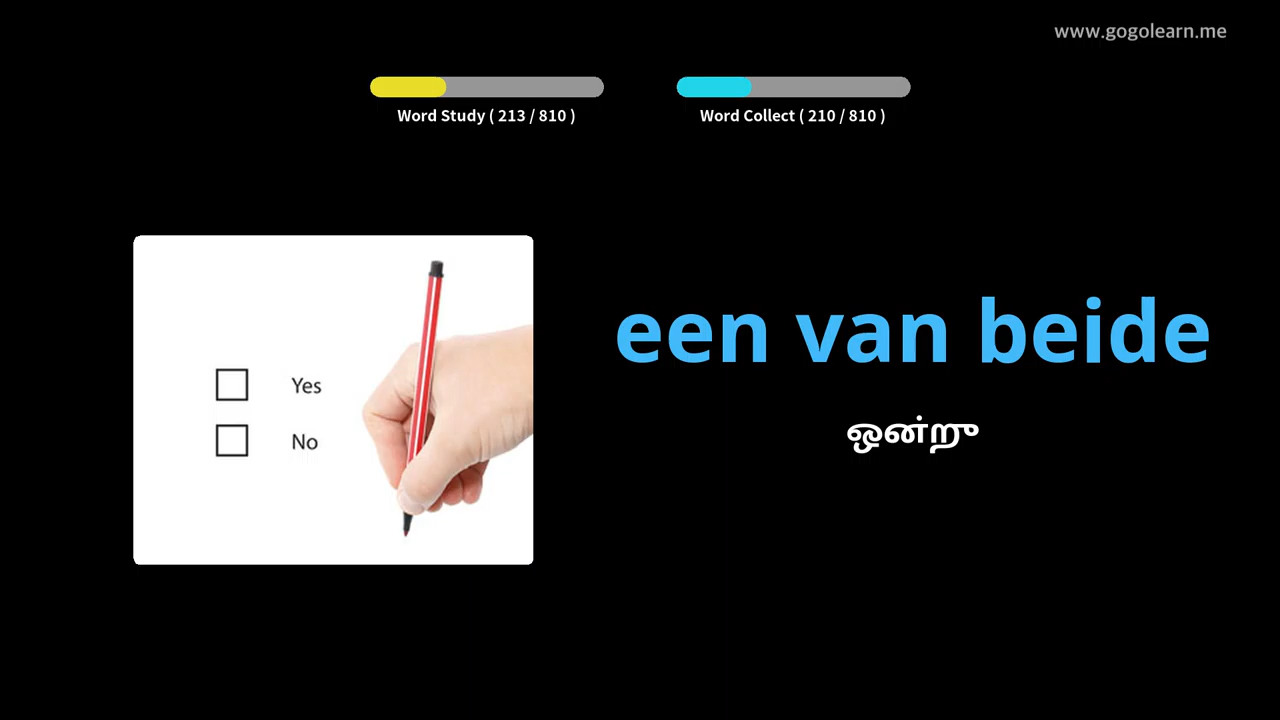 www.gogolearn.me
Word Study ( 213 / 810 )
Word Collect ( 210 / 810 )
Yes
No
een van beide
ஒன்று